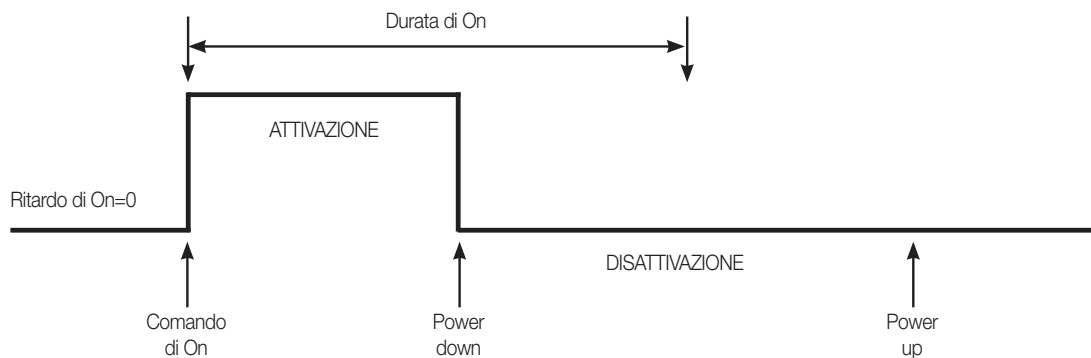 Durata di On
ATTIVAZIONE
Ritardo di On=0
DISATTIVAZIONE
Comando
di On
Power
down
Power
up